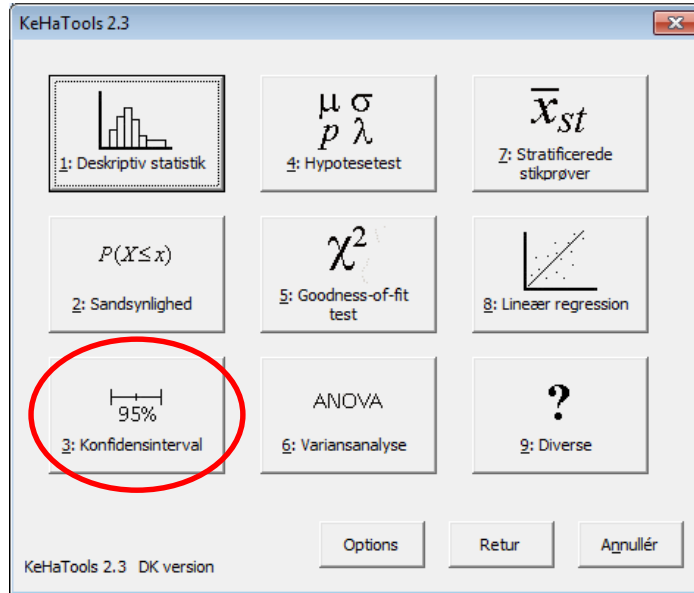 KeHaTools 2.3
1: Deskriptiv statistik
μ σ
p λ
4: Hypotesetest
x̅st
7: Stratificerede
stikprøver
P(X≤x)
2: Sandsynlighed
χ²
5: Goodness-of-fit
test
8: Lineær regression
95%
3: Konfidensinterval
ANOVA
6: Variansanalyse
?
9: Diverse
Options
Retur
Annullér
KeHaTools 2.3 DK version